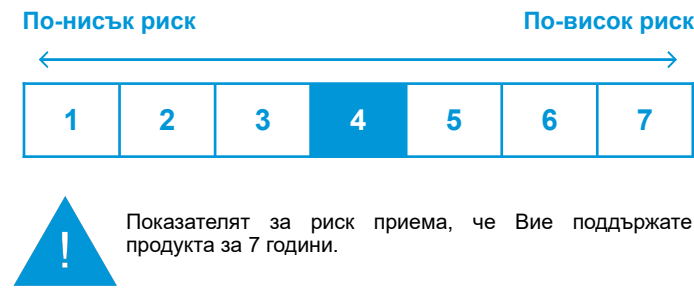 По-нисък риск По-висок риск
1 2 3 4 5 6 7
!
Показателят за риск приема, че Вие поддържате
продукта за 7 години.